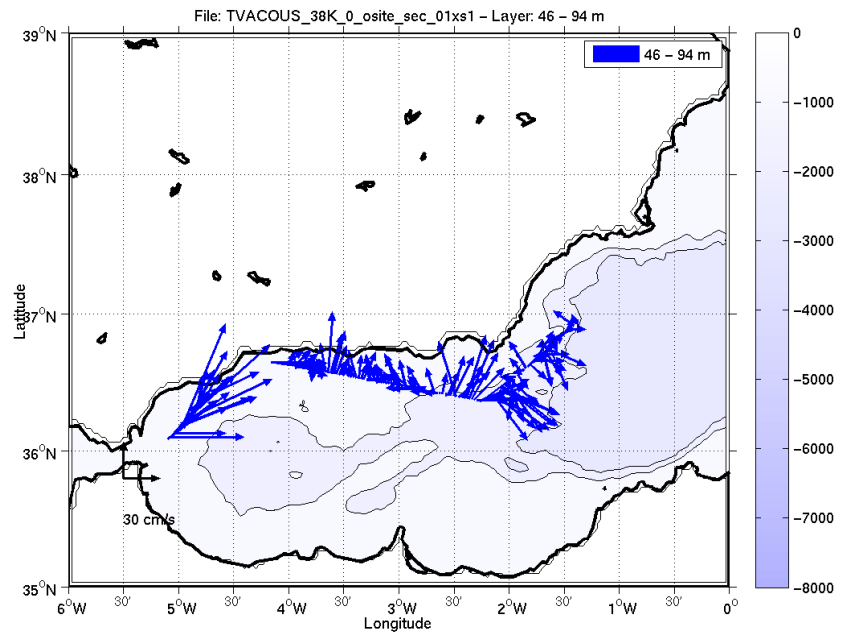 File: TVACOUS_38K_0_osite_sec_01xs1 – Layer: 46 – 94 m
39°N
38°N
37°N
36°N
35°N
Latitude
46 – 94 m
30 cm/s
6°W
30'
5°W
30'
4°W
30'
3°W
30'
2°W
30'
1°W
30'
0°
Longitude
0
−1000
−2000
−3000
−4000
−5000
−6000
−7000
−8000